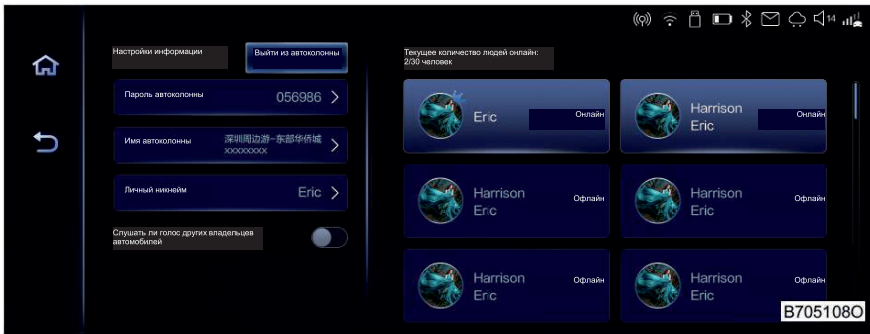 14
Настройки информации
Выйти из автоколонны
Пароль автоколонны
056986
Имя автоколонны
深圳周边游-东部华侨城
xxxxxxxx
Личный никнейм
Eric
Слушать ли голос других владельцев
автомобилей
Текущее количество людей онлайн:
2/30 человек
Eric
Онлайн
Harrison
Eric
Онлайн
Harrison
Eric
Офлайн
Harrison
Eric
Офлайн
Harrison
Eric
Офлайн
Harrison
Eric
Офлайн
B705108O